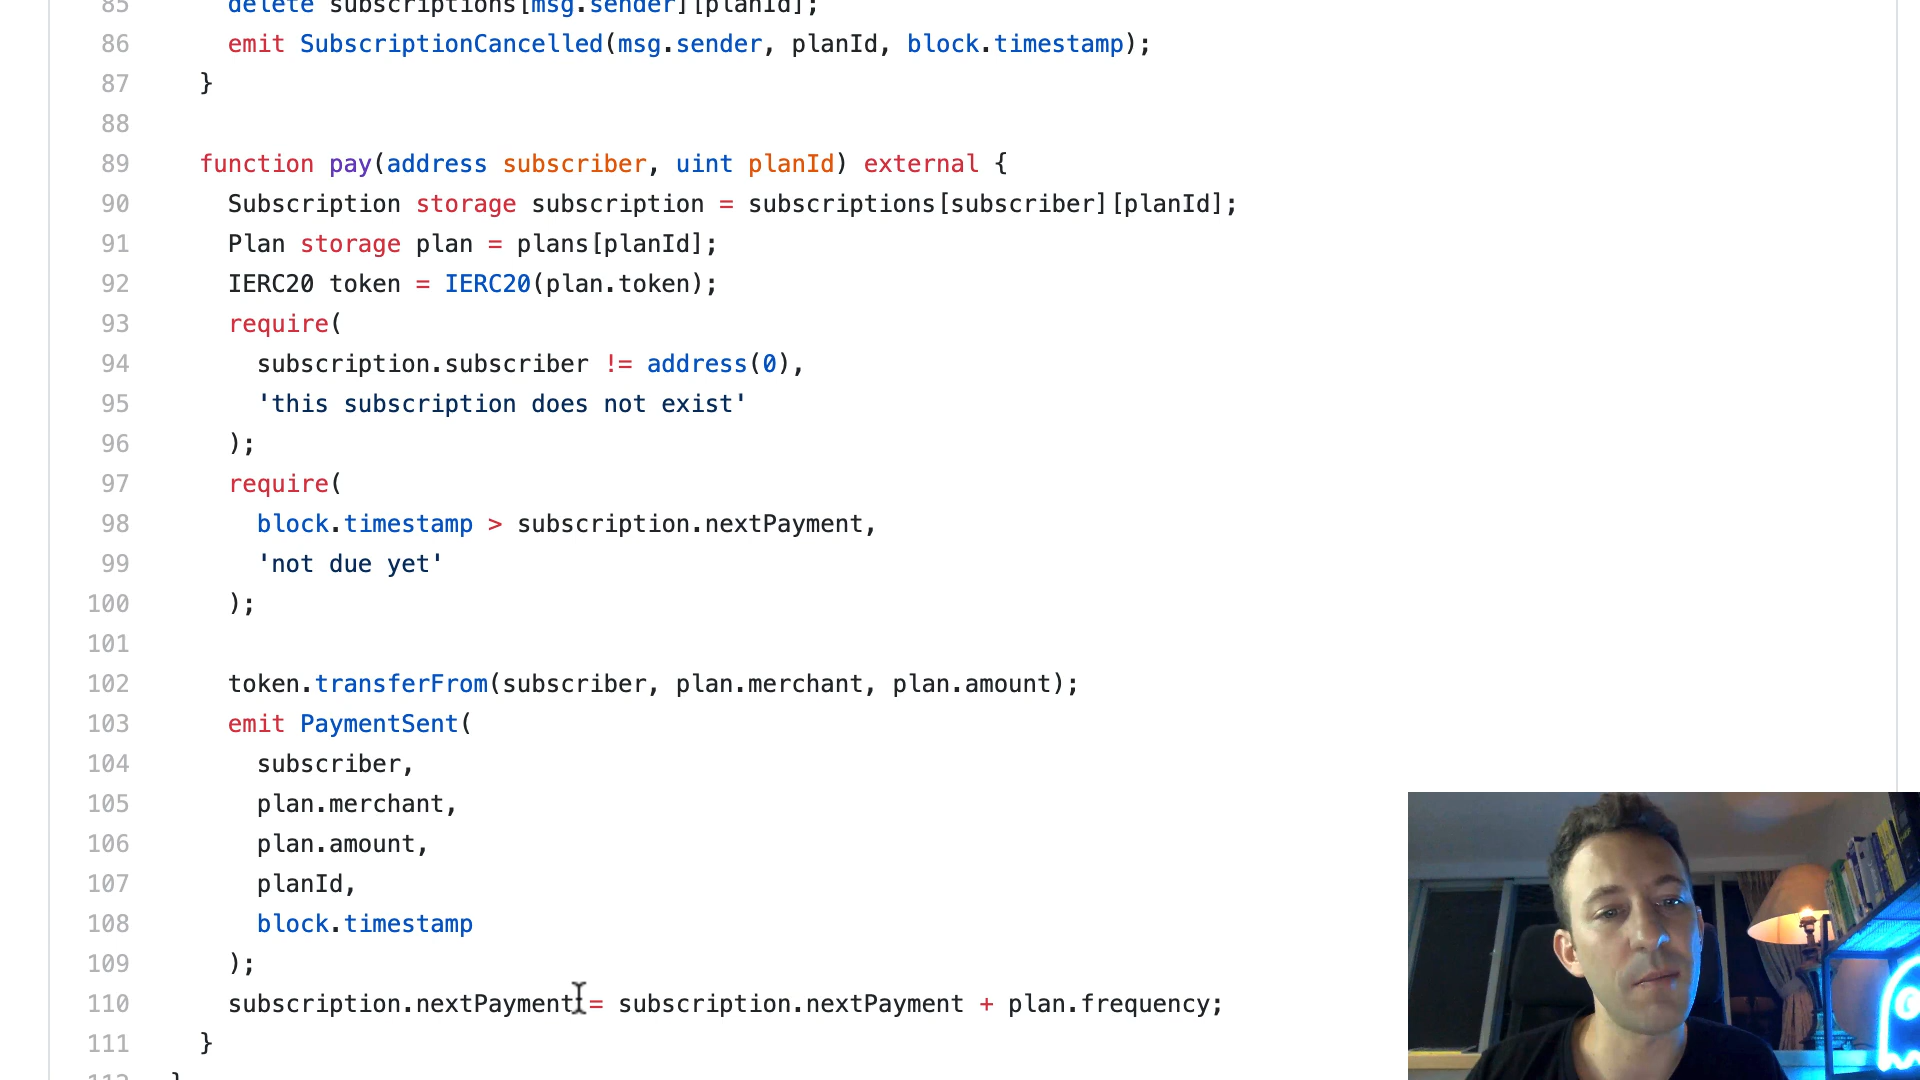 85 delete subscriptions[msg.sender][planId];
86 emit SubscriptionCancelled(msg.sender, planId, block.timestamp);
87 }
88
89 function pay(address subscriber, uint planId) external {
90 Subscription storage subscription = subscriptions[subscriber][planId];
91 Plan storage plan = plans[planId];
92 IERC20 token = IERC20(plan.token);
93 require(
94 subscription.subscriber != address(0),
95 'this subscription does not exist'
96 );
97 require(
98 block.timestamp > subscription.nextPayment,
99 'not due yet'
100 );
101
102 token.transferFrom(subscriber, plan.merchant, plan.amount);
103 emit PaymentSent(
104 subscriber,
105 plan.merchant,
106 plan.amount,
107 planId,
108 block.timestamp
109 );
110 subscription.nextPayment = subscription.nextPayment + plan.frequency;
111 }
112 }